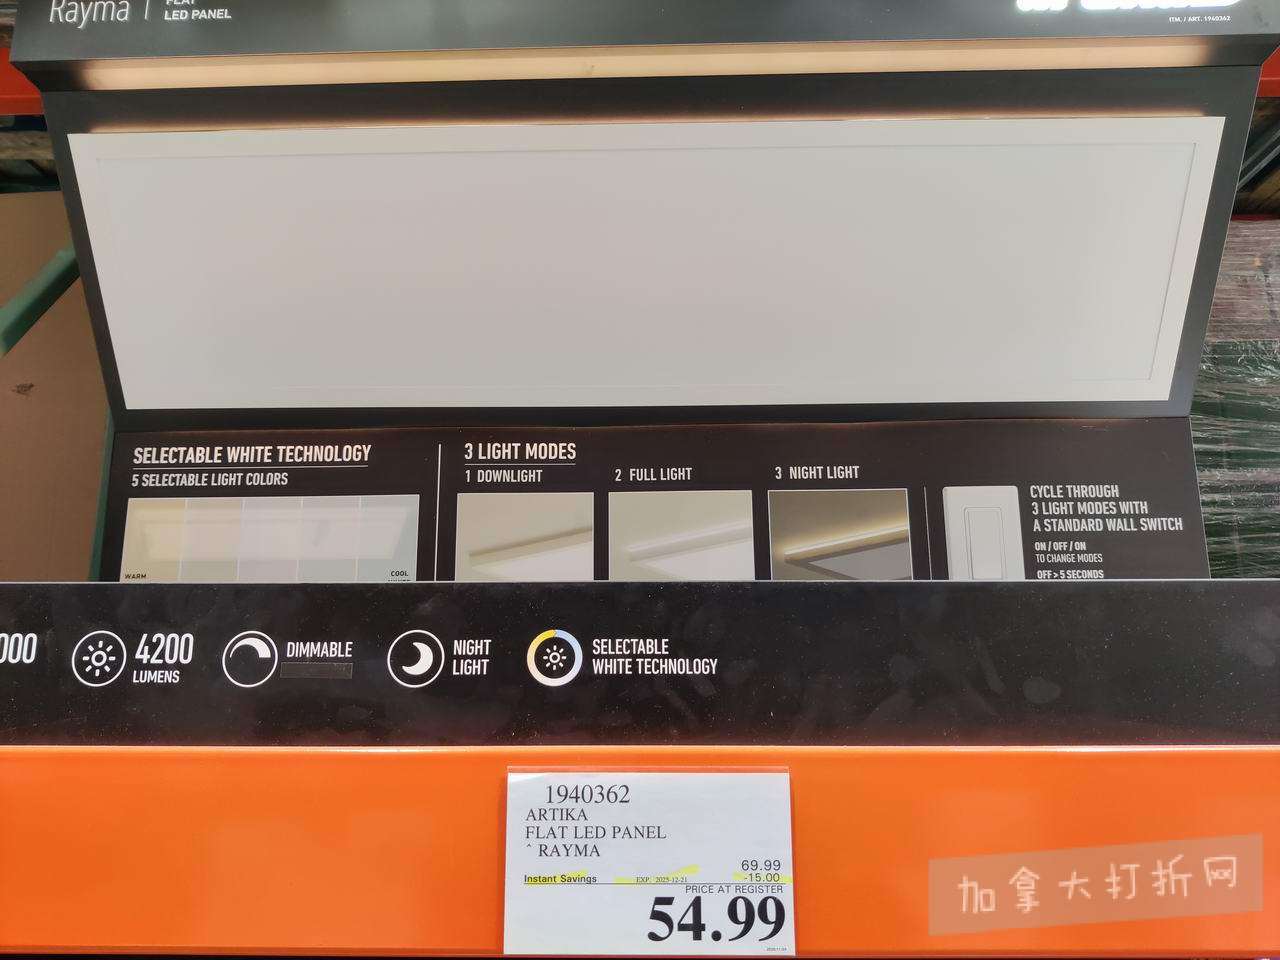 Rayma
FLAT
LED PANEL
ITM. / ART. 1940362
SELECTABLE WHITE TECHNOLOGY
5 SELECTABLE LIGHT COLORS
WARM
COOL
3 LIGHT MODES
1 DOWNLIGHT
2 FULL LIGHT
3 NIGHT LIGHT
CYCLE THROUGH
3 LIGHT MODES WITH
A STANDARD WALL SWITCH
ON / OFF / ON
TO CHANGE MODES
OFF > 5 SECONDS
4200
LUMENS
DIMMABLE
NIGHT
LIGHT
SELECTABLE
WHITE TECHNOLOGY
1940362
ARTIKA
FLAT LED PANEL
^ RAYMA
69.99
Instant Savings EXP. 2025-12-21 -15.00
PRICE AT REGISTER
54.99
加拿大打折网